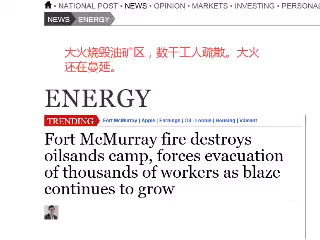 • NATIONAL POST • NEWS • OPINION • MARKETS • INVESTING • PERSONAL
NEWS ENERGY
大火烧毁油矿区，数千工人疏散。大火
还在蔓延。
ENERGY
TRENDING Fort McMurray | Apple | Earnings | Oil | Loonie | Housing | Valeant
Fort McMurray fire destroys
oilsands camp, forces evacuation
of thousands of workers as blaze
continues to grow